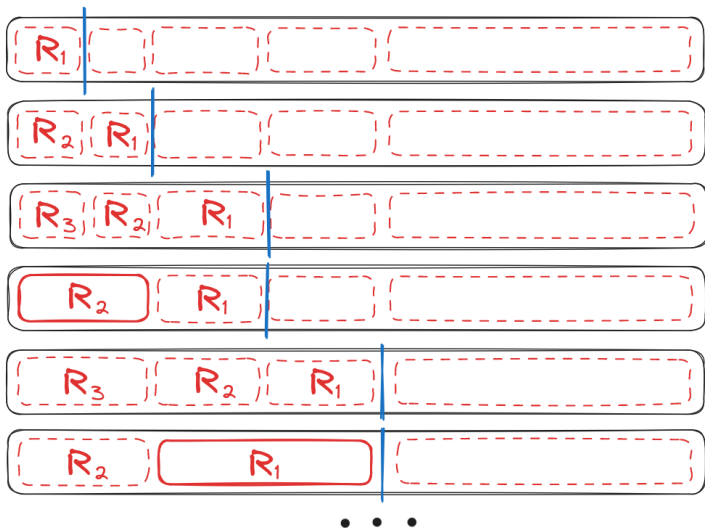 R₁
R₂ R₁
R₃ R₂ R₁
R₂ R₁
R₃ R₂ R₁
R₂ R₁
• • •